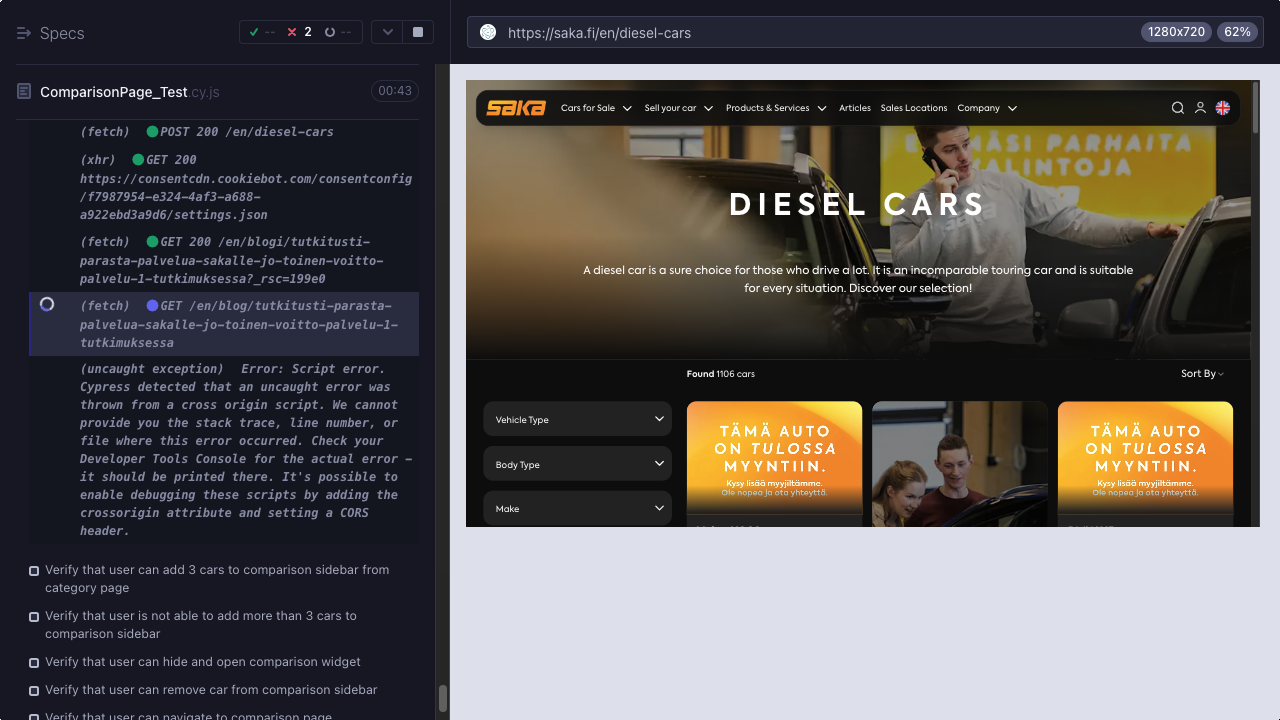 Specs
-- 2 --
https://saka.fi/en/diesel-cars
1280x720
62%
ComparisonPage_Test.cy.js
00:43
(fetch) POST 200 /en/diesel-cars
(xhr) GET 200
https://consentcdn.cookiebot.com/consentconfig
/f7987954-e324-4af3-a688-
a922ebd3a9d6/settings.json
(fetch) GET 200 /en/blogi/tutkitusti-
parasta-palvelua-sakalle-jo-toinen-voitto-
palvelu-1-tutkimuksessa?_rsc=199e0
(fetch) GET /en/blog/tutkitusti-parasta-
palvelua-sakalle-jo-toinen-voitto-palvelu-1-
tutkimuksessa
(uncaught exception) Error: Script error.
Cypress detected that an uncaught error was
thrown from a cross origin script. We cannot
provide you the stack trace, line number, or
file where this error occurred. Check your
Developer Tools Console for the actual error -
it should be printed there. It's possible to
enable debugging these scripts by adding the
crossorigin attribute and setting a CORS
header.
Verify that user can add 3 cars to comparison sidebar from
category page
Verify that user is not able to add more than 3 cars to
comparison sidebar
Verify that user can hide and open comparison widget
Verify that user can remove car from comparison sidebar
Verify that user can navigate to comparison page
saka
Cars for Sale
Sell your car
Products & Services
Articles
Sales Locations
Company
PARHAITA
DIESEL CARS
A diesel car is a sure choice for those who drive a lot. It is an incomparable touring car and is suitable
for every situation. Discover our selection!
Found 1106 cars
Sort By
Vehicle Type
Body Type
Make
TÄMÄ AUTO
ON TULOSSA
MYYNTIIN.
Kysy lisää myyjiltämme.
Ole nopea ja ota yhteyttä.
TÄMÄ AUTO
ON TULOSSA
MYYNTIIN.
Kysy lisää myyjiltämme.
Ole nopea ja ota yhteyttä.